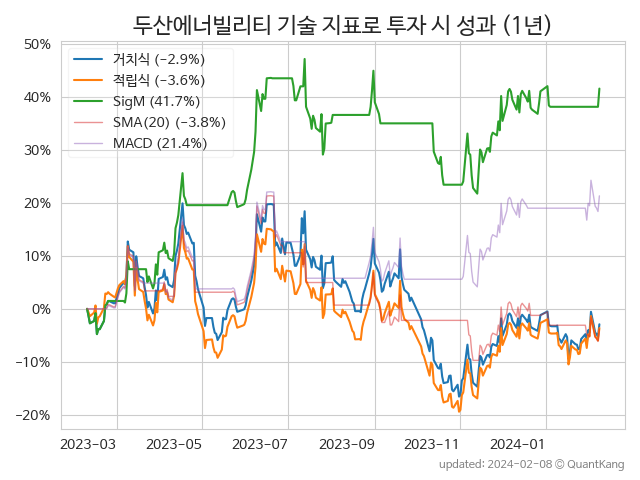 두산에너빌리티 기술 지표로 투자 시 성과 (1년)
50%
40%
30%
20%
10%
0%
−10%
−20%
거치식 (−2.9%)
적립식 (−3.6%)
SigM (41.7%)
SMA(20) (−3.8%)
MACD (21.4%)
2023-03 2023-05 2023-07 2023-09 2023-11 2024-01
updated: 2024-02-08 © QuantKang